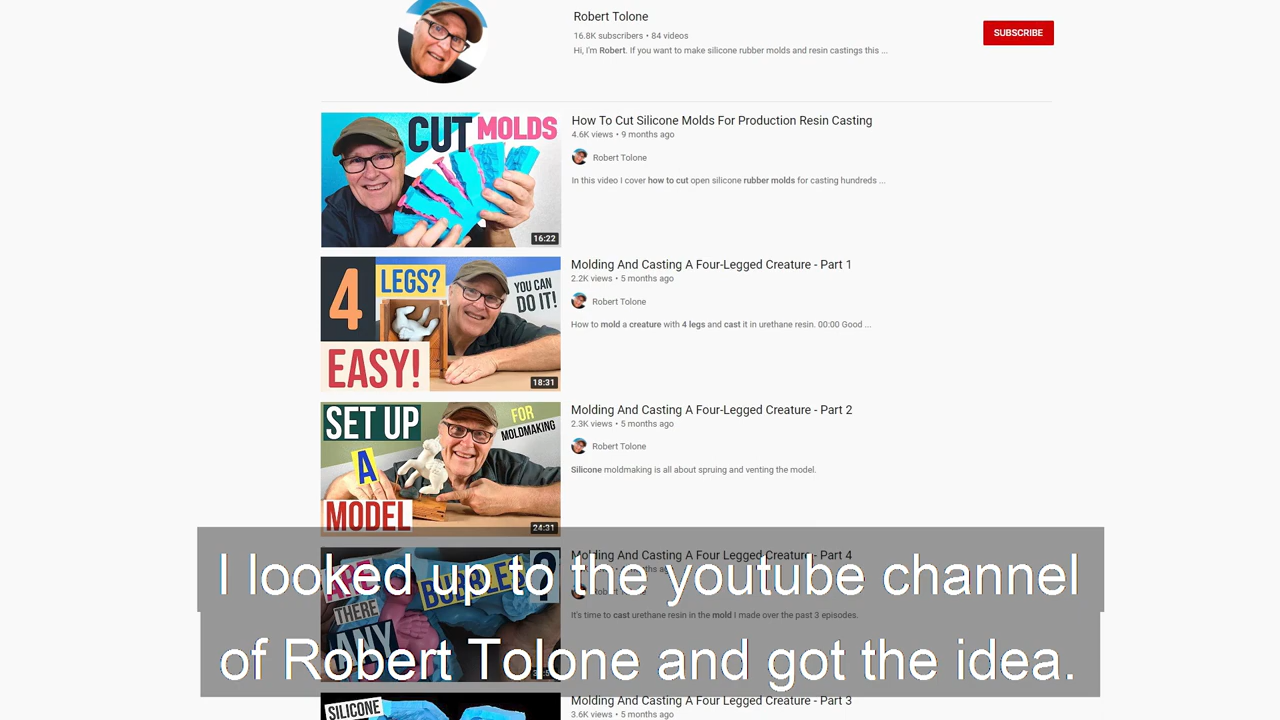 Robert Tolone
16.8K subscribers • 84 videos
Hi, I'm Robert. If you want to make silicone rubber molds and resin castings this ...
SUBSCRIBE
CUT MOLDS
16:22
How To Cut Silicone Molds For Production Resin Casting
4.6K views • 9 months ago
Robert Tolone
In this video I cover how to cut open silicone rubber molds for casting hundreds ...
4 LEGS?
YOU CAN
DO IT!
EASY!
18:31
Molding And Casting A Four-Legged Creature - Part 1
2.2K views • 5 months ago
Robert Tolone
How to mold a creature with 4 legs and cast it in urethane resin. 00:00 Good ...
SET UP
FOR
MOLDMAKING
A
MODEL
24:31
Molding And Casting A Four-Legged Creature - Part 2
2.3K views • 5 months ago
Robert Tolone
Silicone moldmaking is all about spruing and venting the model.
ARE
BUBBLES?
THERE
ANY
Molding And Casting A Four Legged Creature - Part 4
months ago
Robert Tolone
It's time to cast urethane resin in the mold I made over the past 3 episodes.
I looked up to the youtube channel
of Robert Tolone and got the idea.
SILICONE
Molding And Casting A Four Legged Creature - Part 3
3.6K views • 5 months ago